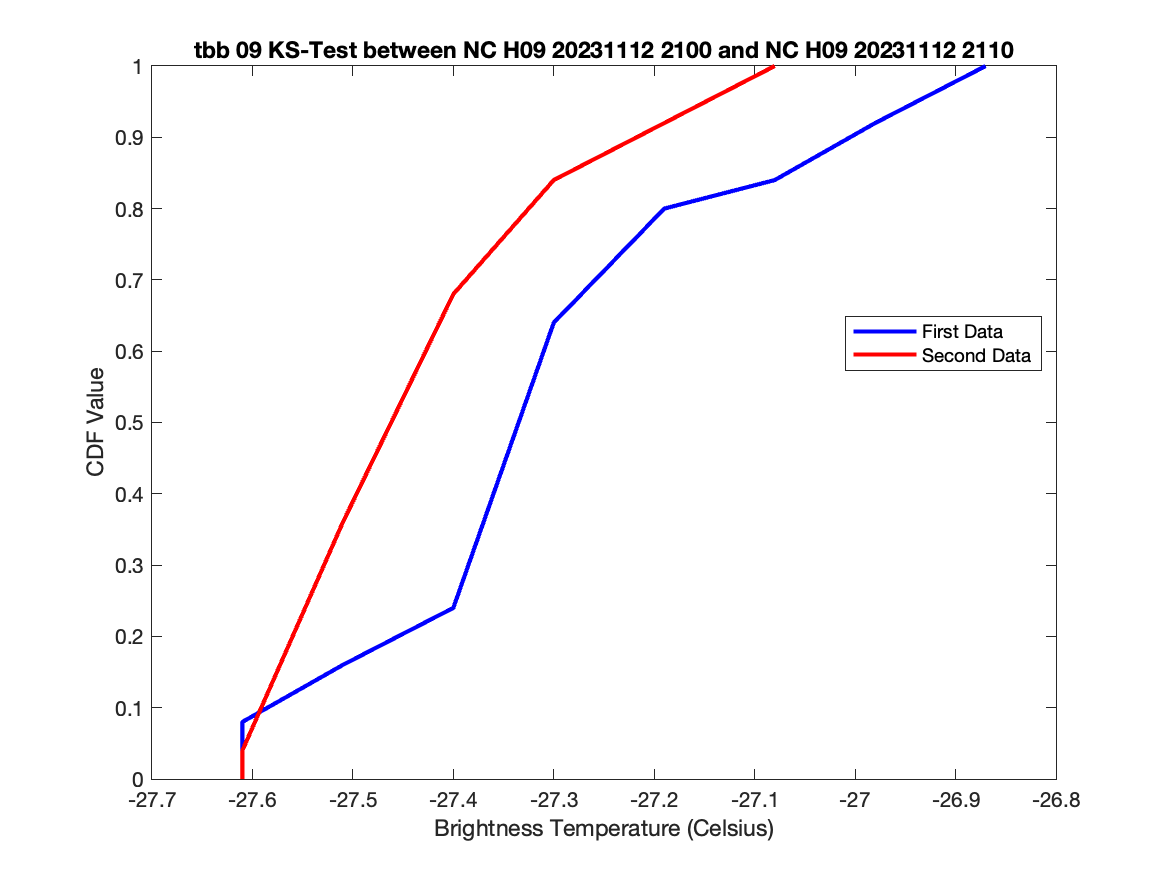 tbb 09 KS-Test between NC H09 20231112 2100 and NC H09 20231112 2110
1
0.9
0.8
0.7
0.6
0.5
0.4
0.3
0.2
0.1
0
CDF Value
First Data
Second Data
-27.7 -27.6 -27.5 -27.4 -27.3 -27.2 -27.1 -27 -26.9 -26.8
Brightness Temperature (Celsius)